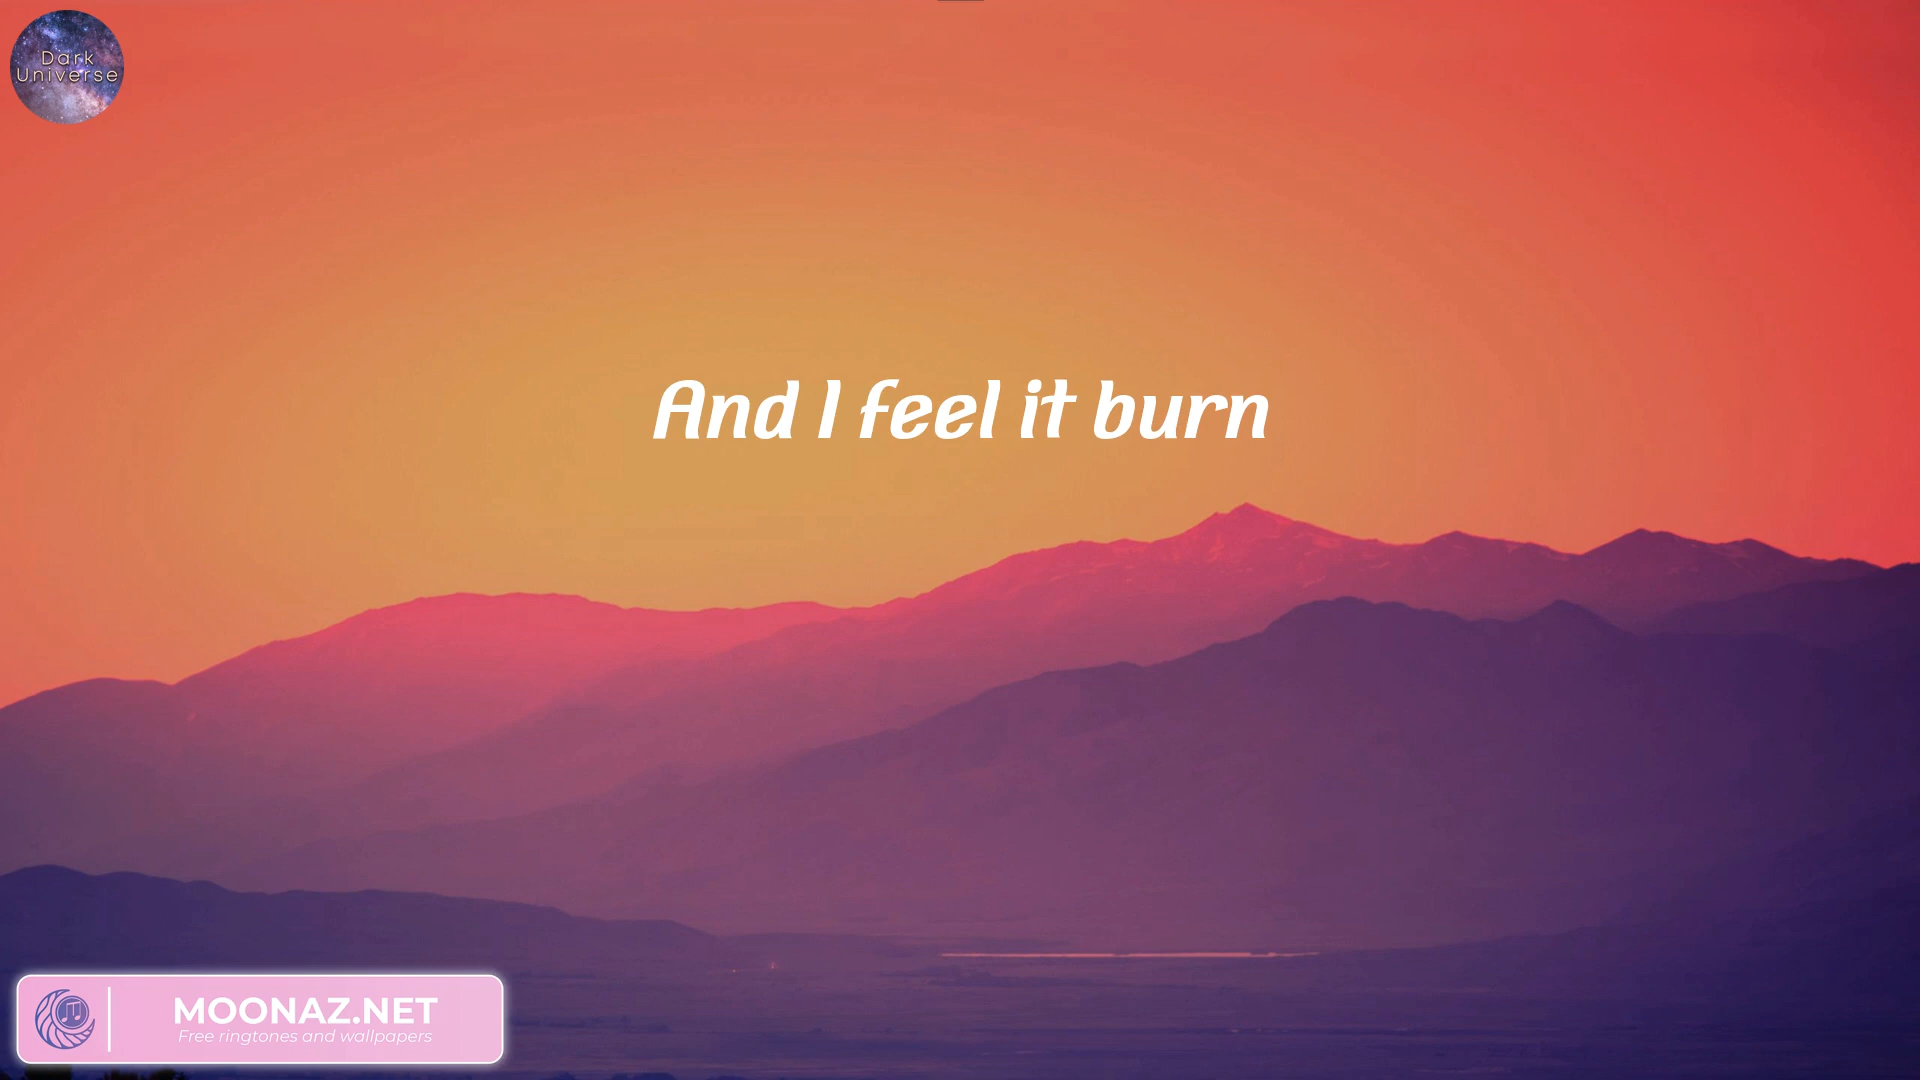 Dark
Universe
And I feel it burn
MOONAZ.NET
Free ringtones and wallpapers